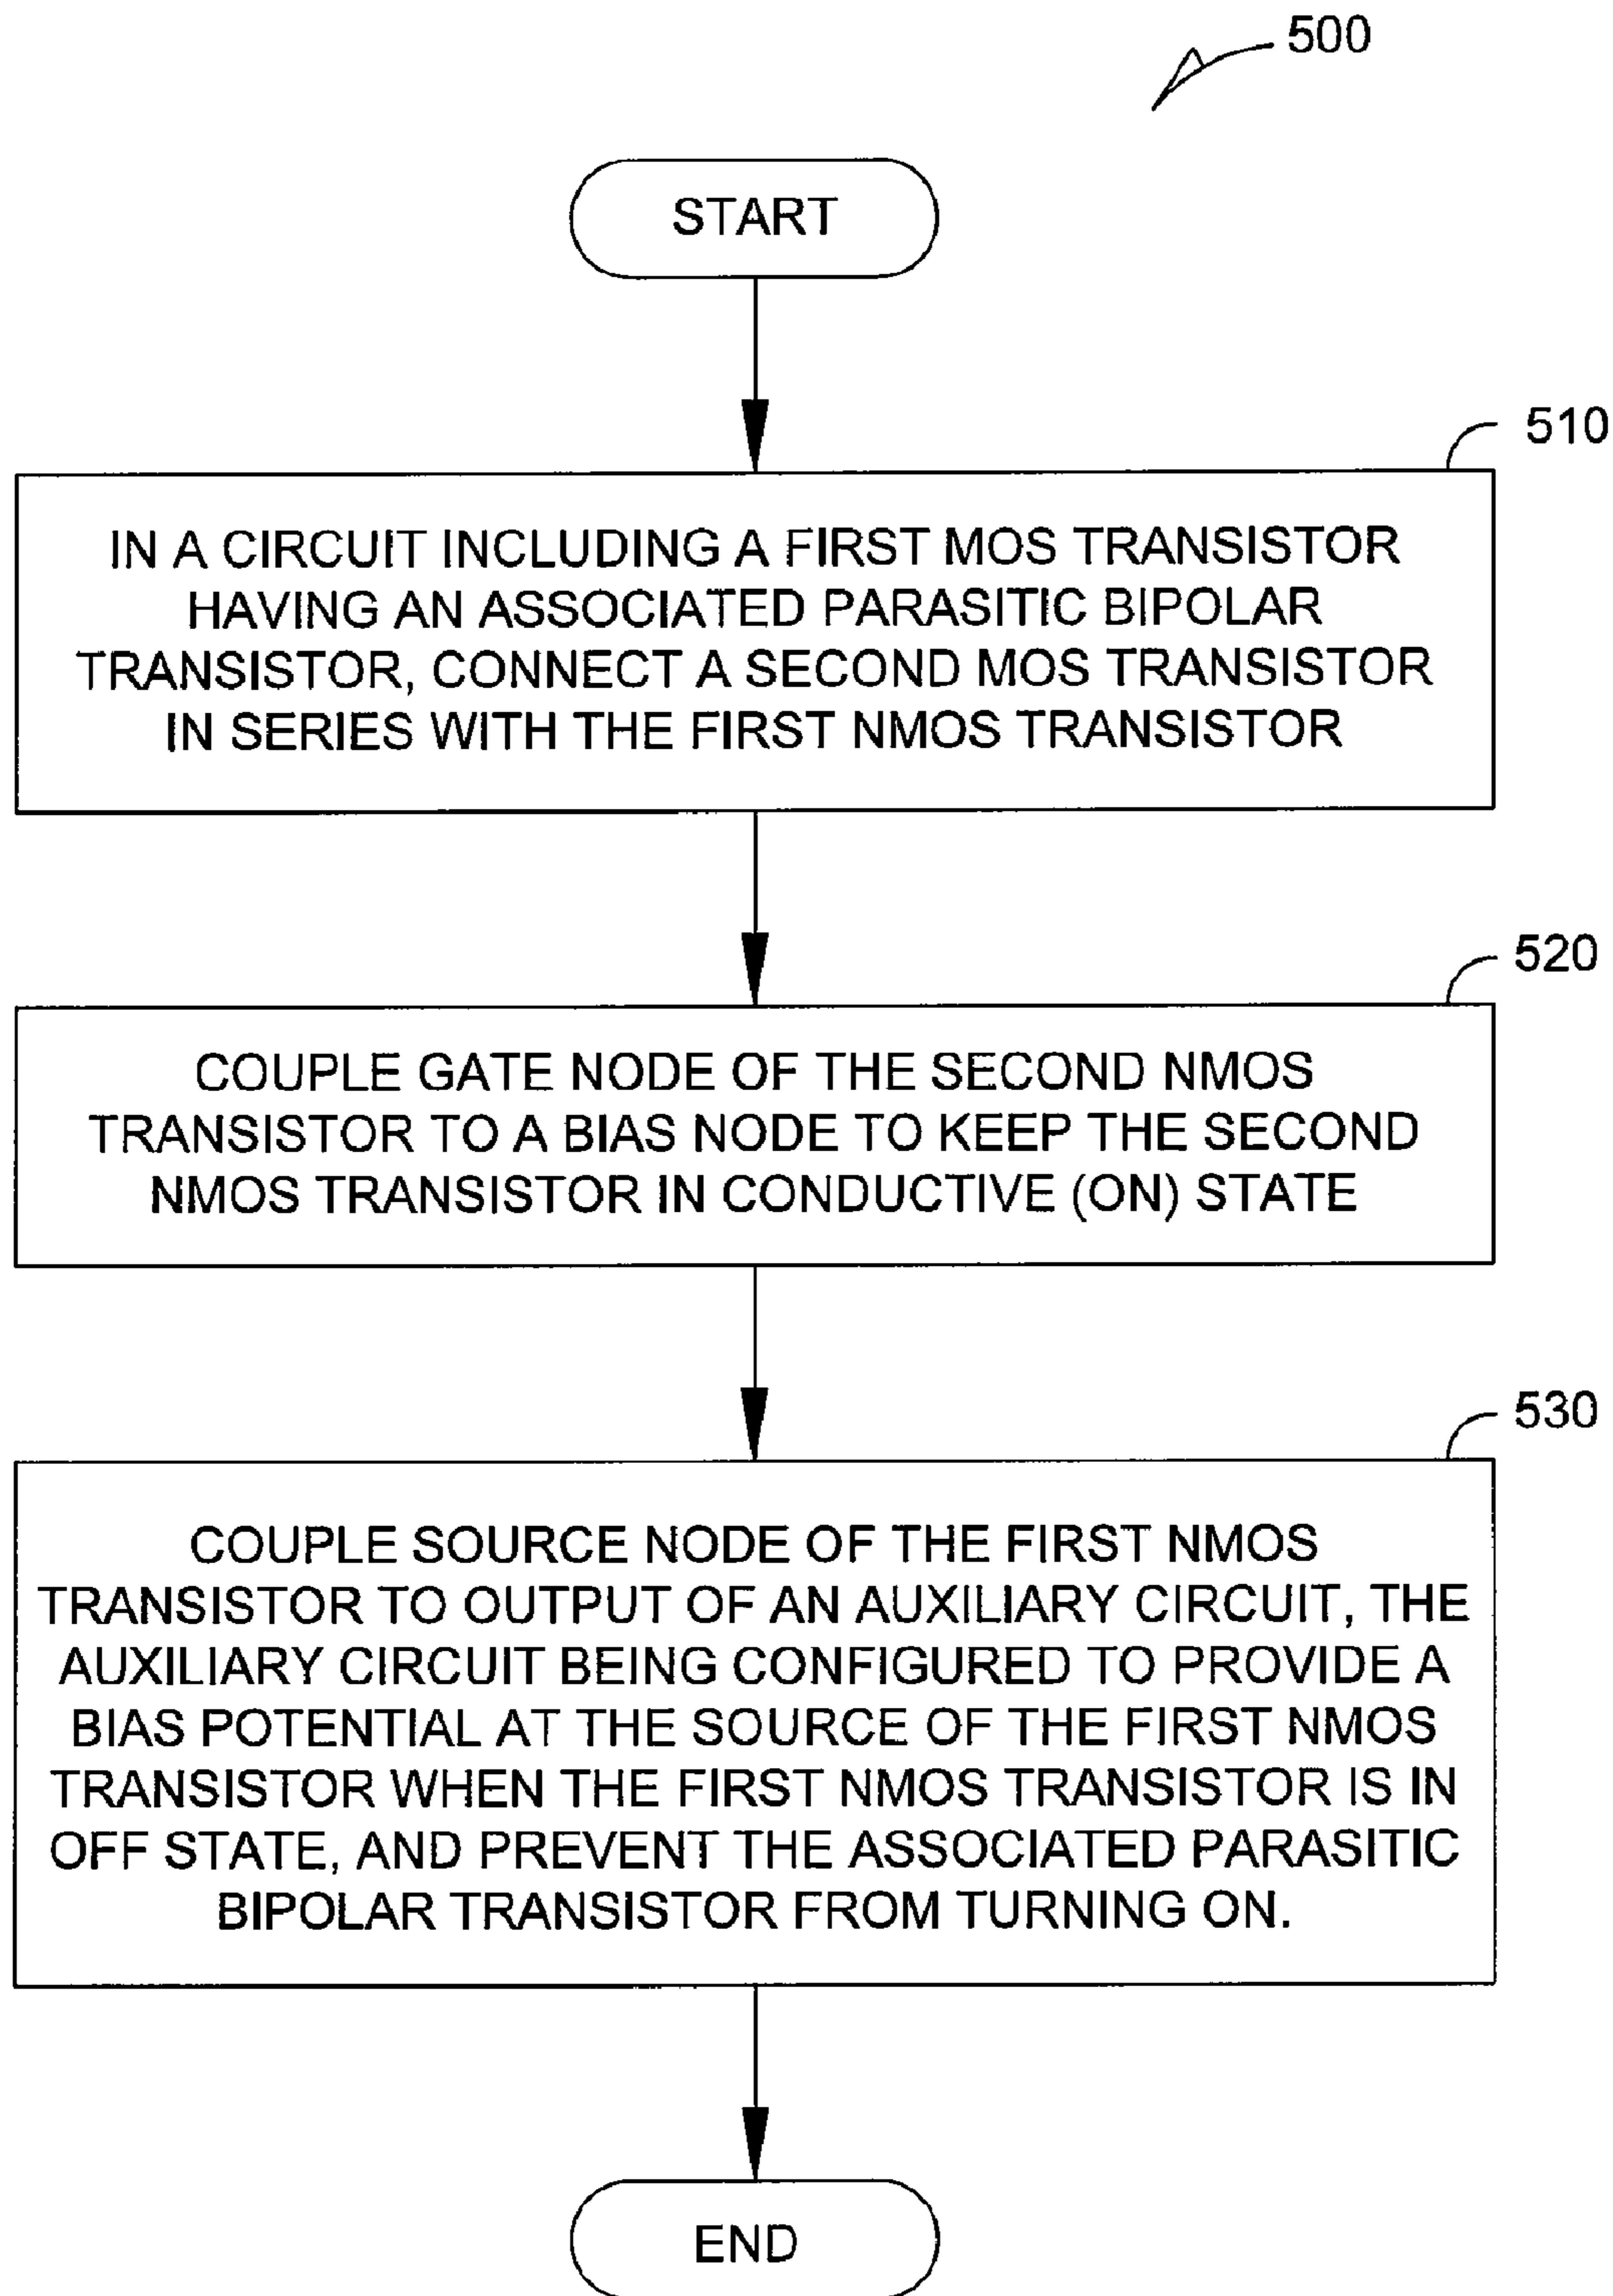 500
START
510
IN A CIRCUIT INCLUDING A FIRST MOS TRANSISTOR
HAVING AN ASSOCIATED PARASITIC BIPOLAR
TRANSISTOR, CONNECT A SECOND MOS TRANSISTOR
IN SERIES WITH THE FIRST NMOS TRANSISTOR
520
COUPLE GATE NODE OF THE SECOND NMOS
TRANSISTOR TO A BIAS NODE TO KEEP THE SECOND
NMOS TRANSISTOR IN CONDUCTIVE (ON) STATE
530
COUPLE SOURCE NODE OF THE FIRST NMOS
TRANSISTOR TO OUTPUT OF AN AUXILIARY CIRCUIT, THE
AUXILIARY CIRCUIT BEING CONFIGURED TO PROVIDE A
BIAS POTENTIAL AT THE SOURCE OF THE FIRST NMOS
TRANSISTOR WHEN THE FIRST NMOS TRANSISTOR IS IN
OFF STATE, AND PREVENT THE ASSOCIATED PARASITIC
BIPOLAR TRANSISTOR FROM TURNING ON.
END